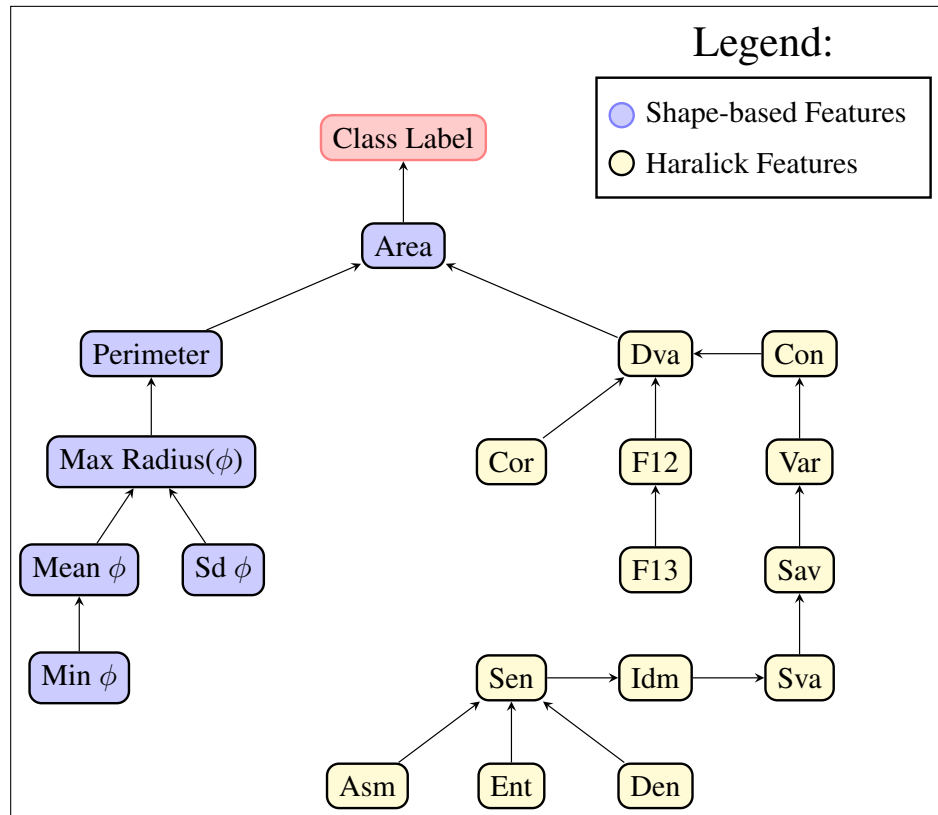 Legend:
Shape-based Features
Haralick Features
Class Label
Area
Perimeter
Dva
Con
Max Radius(ϕ)
Cor
F12
Var
Mean ϕ
Sd ϕ
F13
Sav
Min ϕ
Sen
Idm
Sva
Asm
Ent
Den